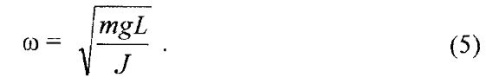 ω = √(mgL/J) . (5)